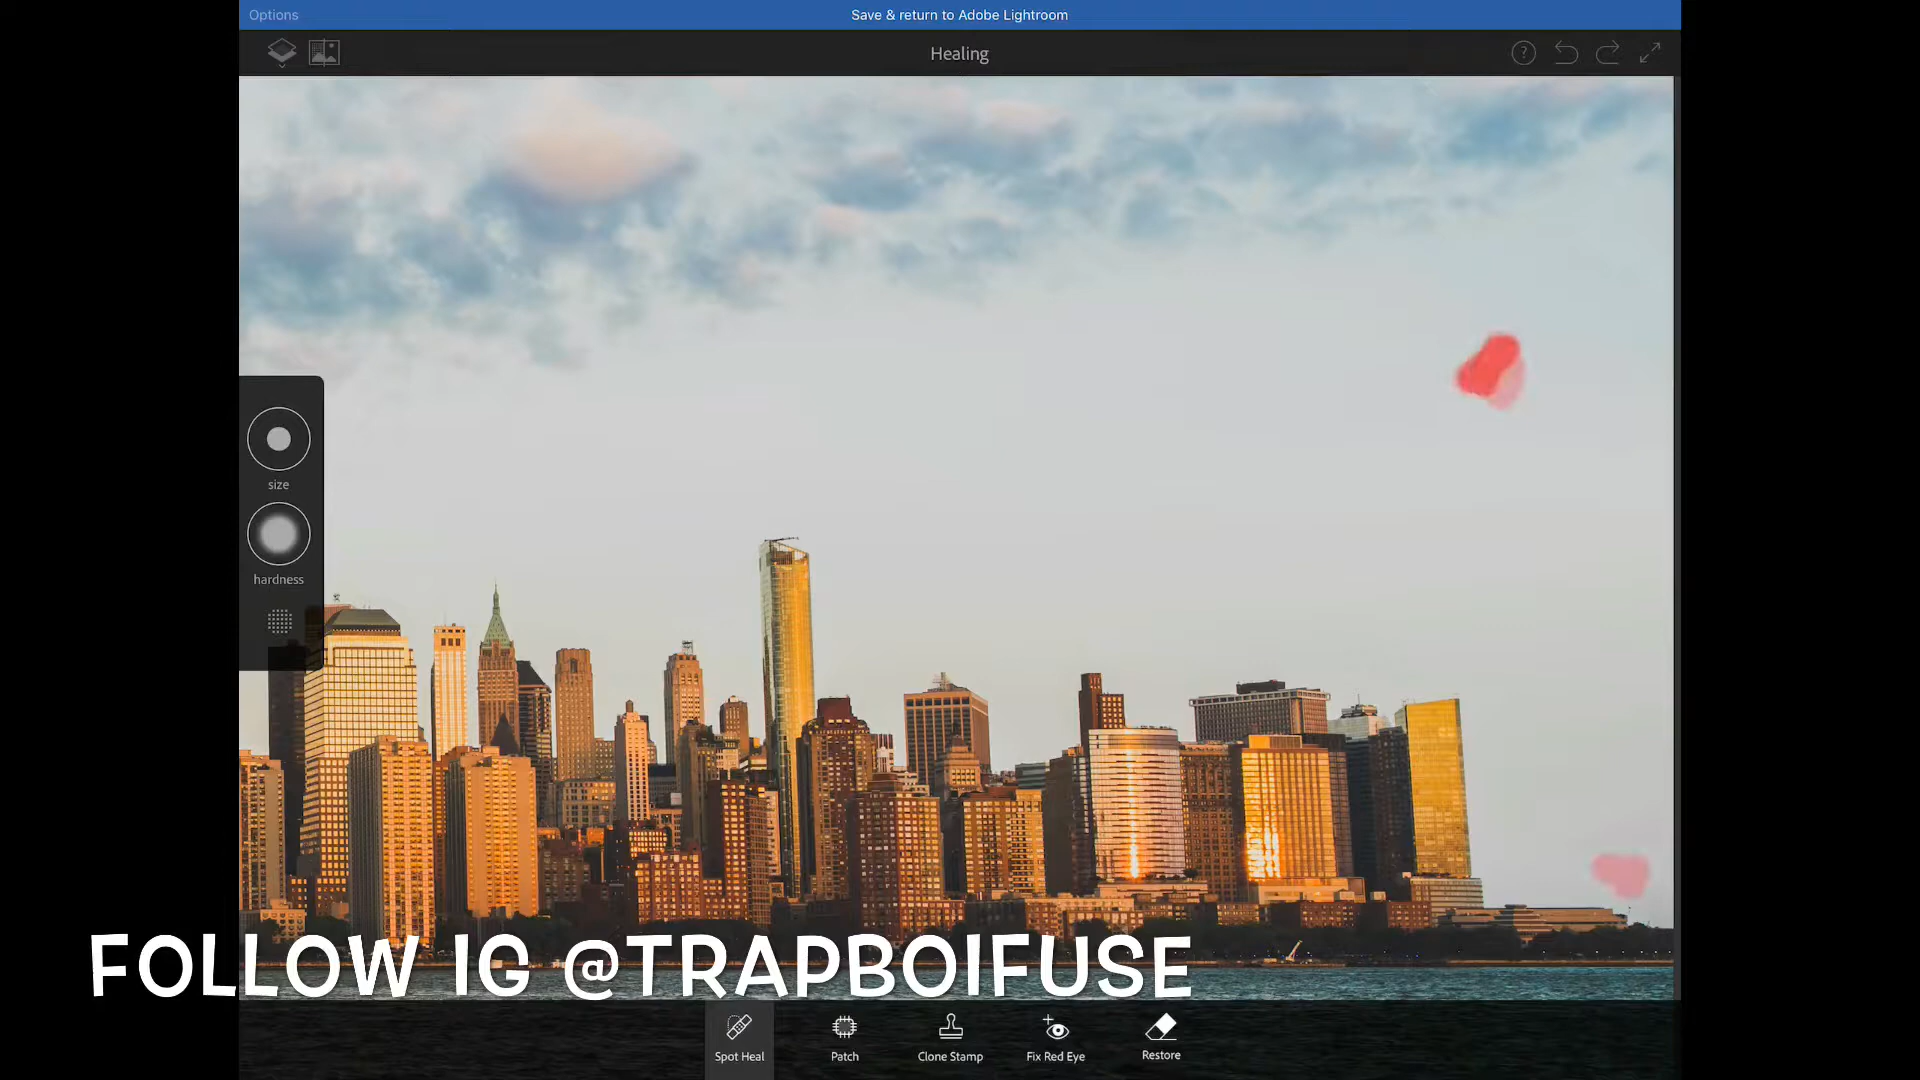 Options
Save & return to Adobe Lightroom
Healing
?
size
hardness
FOLLOW IG @TRAPBOIFUSE
Spot Heal
Patch
Clone Stamp
Fix Red Eye
Restore